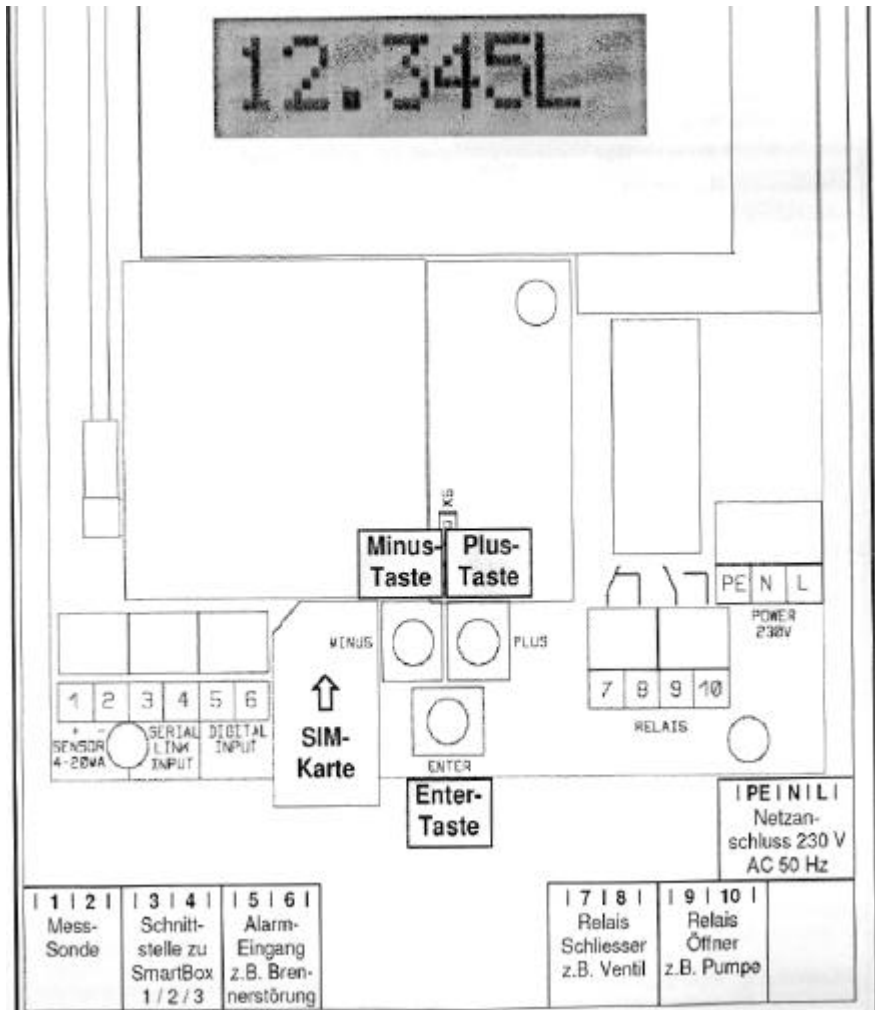 12.345L
X5
Minus-
Taste
Plus-
Taste
PE N L
POWER
230V
MINUS
PLUS
1 2 3 4 5 6
7 8 9 10
+ -
SENSOR
4-20mA
SERIAL
LINK
INPUT
DIGITAL
INPUT
RELAIS
SIM-
Karte
ENTER
Enter-
Taste
| PE | N | L |
Netzan-
schluss 230 V
AC 50 Hz
| 1 | 2 |
Mess-
Sonde
| 3 | 4 |
Schnitt-
stelle zu
SmartBox
1 / 2 / 3
| 5 | 6 |
Alarm-
Eingang
z.B. Bren-
nerstörung
| 7 | 8 |
Relais
Schliesser
z.B. Ventil
| 9 | 10 |
Relais
Öffner
z.B. Pumpe